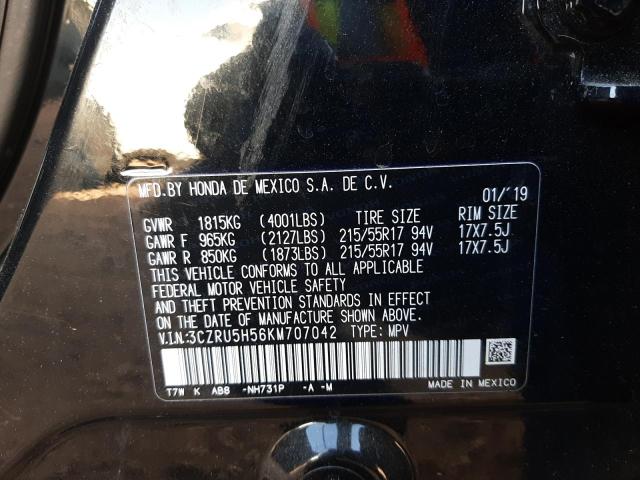 MFD.BY HONDA DE MEXICO S.A. DE C.V. 01/'19
GVWR 1815KG (4001LBS) TIRE SIZE RIM SIZE
GAWR F 965KG (2127LBS) 215/55R17 94V 17X7.5J
GAWR R 850KG (1873LBS) 215/55R17 94V 17X7.5J
THIS VEHICLE CONFORMS TO ALL APPLICABLE
FEDERAL MOTOR VEHICLE SAFETY
AND THEFT PREVENTION STANDARDS IN EFFECT
ON THE DATE OF MANUFACTURE SHOWN ABOVE.
V.I.N:3CZRU5H56KM707042 TYPE: MPV
T7W K AB8 -NH731P -A -M MADE IN MEXICO